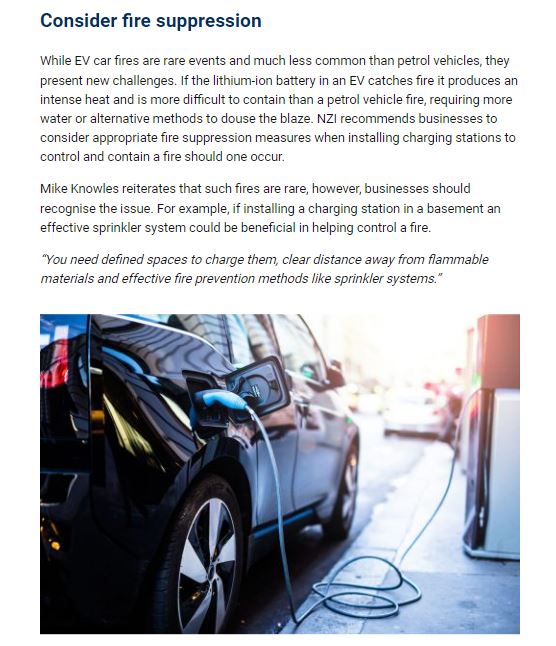 Consider fire suppression
While EV car fires are rare events and much less common than petrol vehicles, they
present new challenges. If the lithium-ion battery in an EV catches fire it produces an
intense heat and is more difficult to contain than a petrol vehicle fire, requiring more
water or alternative methods to douse the blaze. NZI recommends businesses to
consider appropriate fire suppression measures when installing charging stations to
control and contain a fire should one occur.
Mike Knowles reiterates that such fires are rare, however, businesses should
recognise the issue. For example, if installing a charging station in a basement an
effective sprinkler system could be beneficial in helping control a fire.
“You need defined spaces to charge them, clear distance away from flammable
materials and effective fire prevention methods like sprinkler systems.”